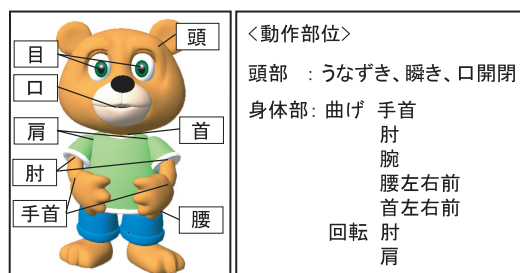 頭
目
口
肩
首
肘
手首
腰
<動作部位>
頭部 : うなずき、瞬き、口開閉
身体部: 曲げ 手首
肘
腕
腰左右前
首左右前
回転 肘
肩